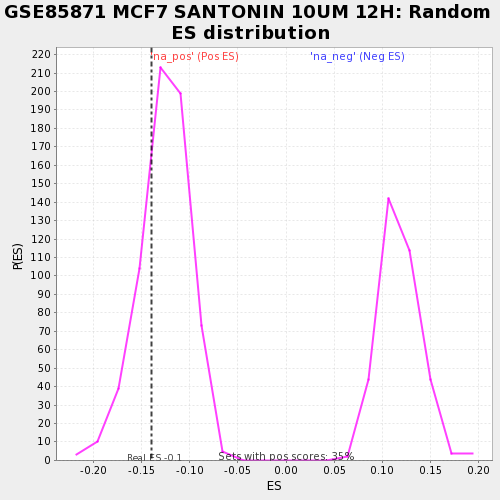 GSE85871 MCF7 SANTONIN 10UM 12H: Random
ES distribution
'na_pos' (Pos ES)
'na_neg' (Neg ES)
P(ES)
220
210
200
190
180
170
160
150
140
130
120
110
100
90
80
70
60
50
40
30
20
10
0
Real ES -0.1
Sets with pos scores: 35%
-0.20 -0.15 -0.10 -0.05 0.00 0.05 0.10 0.15 0.20
ES